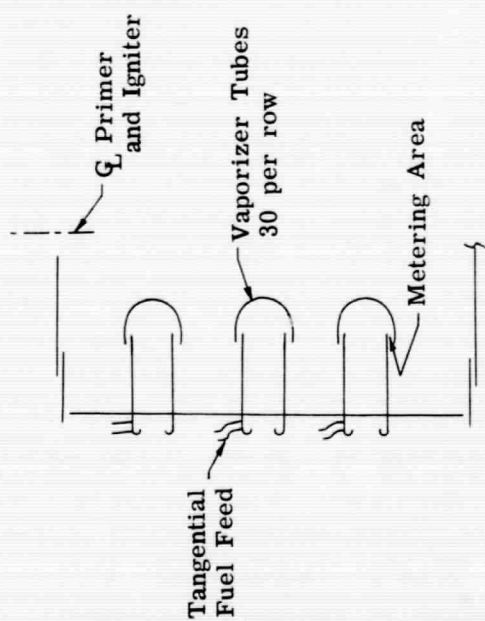 ℄ Primer
and Igniter
Vaporizer Tubes
30 per row
Metering Area
Tangential
Fuel Feed